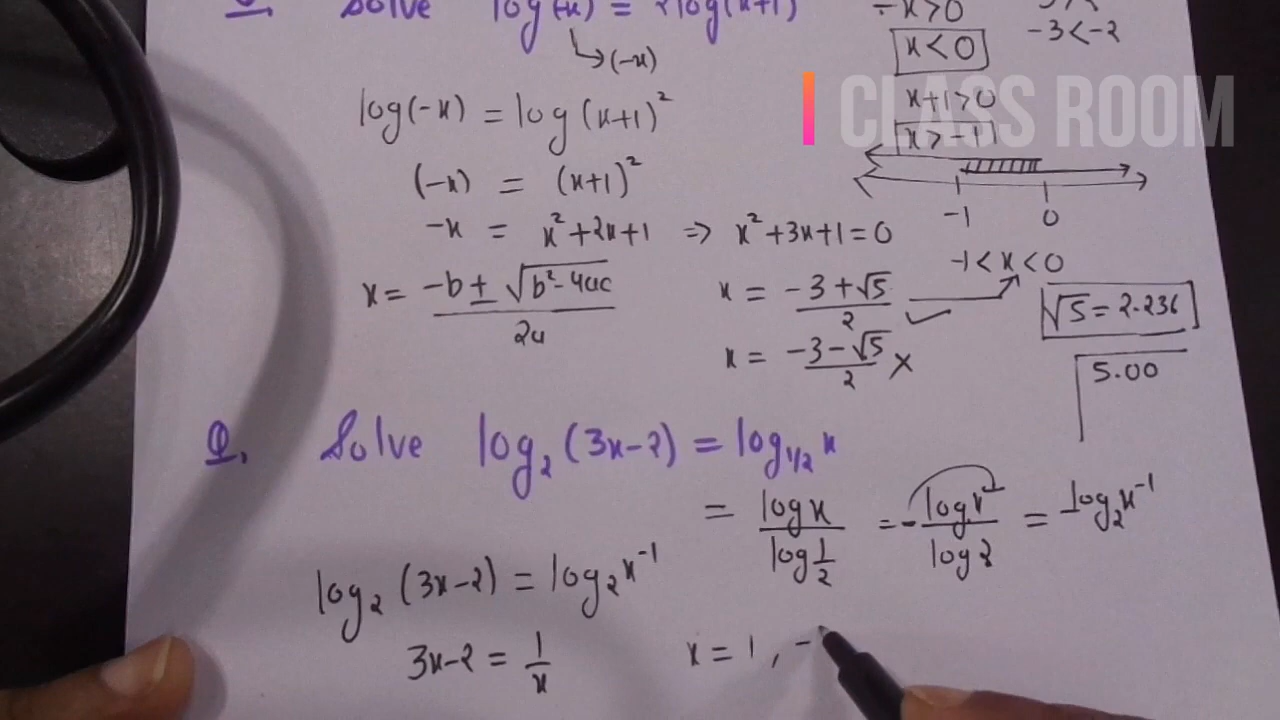 Q. Solve log(-x) = 2log(x+1)
-x>0
-3<-2
↳(-x)
x<0
log(-x) = log(x+1)²
x+1>0
CLASS ROOM
x>-1
(-x) = (x+1)²
-1 0
-x = x²+2x+1 => x²+3x+1=0
-1<x<0
x = -b ± √b²-4ac / 2a
x = -3+√5 / 2 ✓
√5 = 2.236
x = -3-√5 / 2 ×
5.00
Q. Solve log₂(3x-2) = log₁/₂ x
= log x / log 1/2 = - log x¹ / log 2 = log₂x⁻¹
log₂(3x-2) = log₂x⁻¹
3x-2 = 1/x
x = 1, -